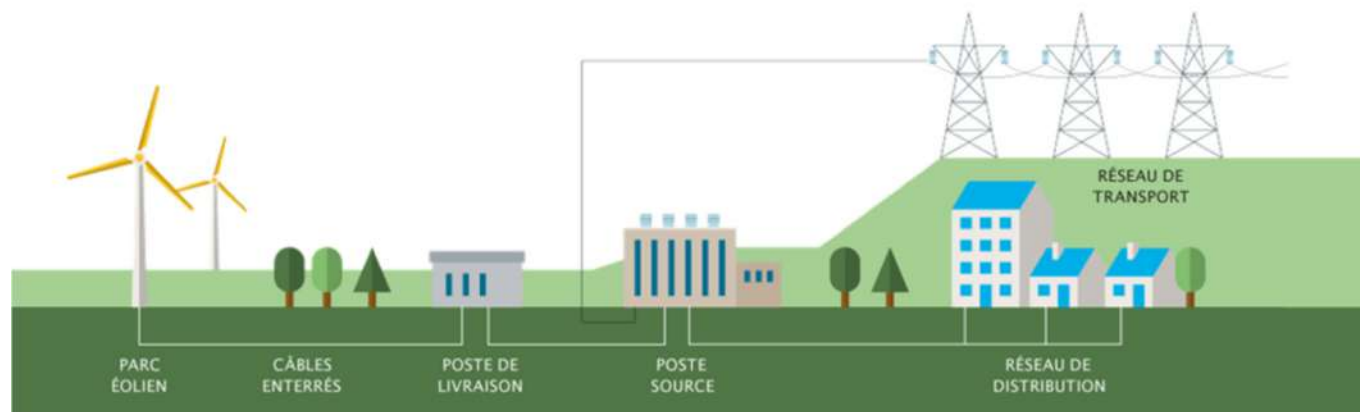 RÉSEAU DE
TRANSPORT
PARC
ÉOLIEN
CÂBLES
ENTERRÉS
POSTE DE
LIVRAISON
POSTE
SOURCE
RÉSEAU DE
DISTRIBUTION